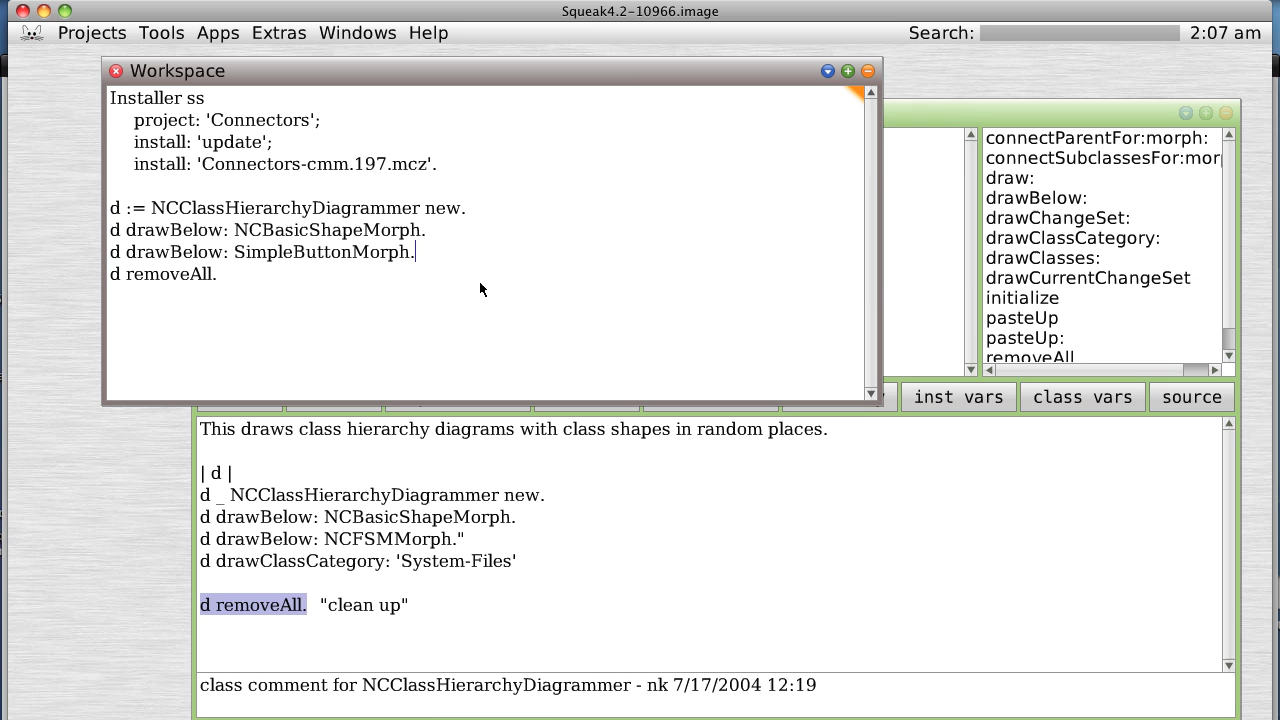 Squeak4.2-10966.image
Projects Tools Apps Extras Windows Help Search: 2:07 am
Workspace
Installer ss
project: 'Connectors';
install: 'update';
install: 'Connectors-cmm.197.mcz'.
d := NCClassHierarchyDiagrammer new.
d drawBelow: NCBasicShapeMorph.
d drawBelow: SimpleButtonMorph.
d removeAll.
connectParentFor:morph:
connectSubclassesFor:mor
draw:
drawBelow:
drawChangeSet:
drawClassCategory:
drawClasses:
drawCurrentChangeSet
initialize
pasteUp
pasteUp:
removeAll
inst vars class vars source
This draws class hierarchy diagrams with class shapes in random places.
| d |
d _ NCClassHierarchyDiagrammer new.
d drawBelow: NCBasicShapeMorph.
d drawBelow: NCFSMMorph."
d drawClassCategory: 'System-Files'
d removeAll. "clean up"
class comment for NCClassHierarchyDiagrammer - nk 7/17/2004 12:19